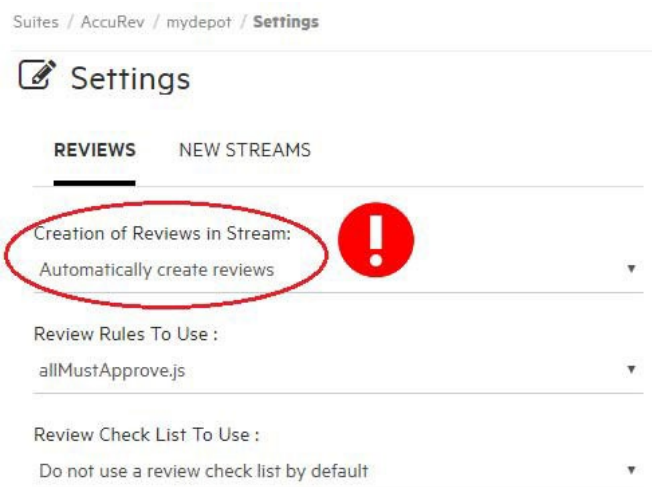 Suites / AccuRev / mydepot / Settings
Settings
REVIEWS NEW STREAMS
Creation of Reviews in Stream:
Automatically create reviews
Review Rules To Use :
allMustApprove.js
Review Check List To Use :
Do not use a review check list by default